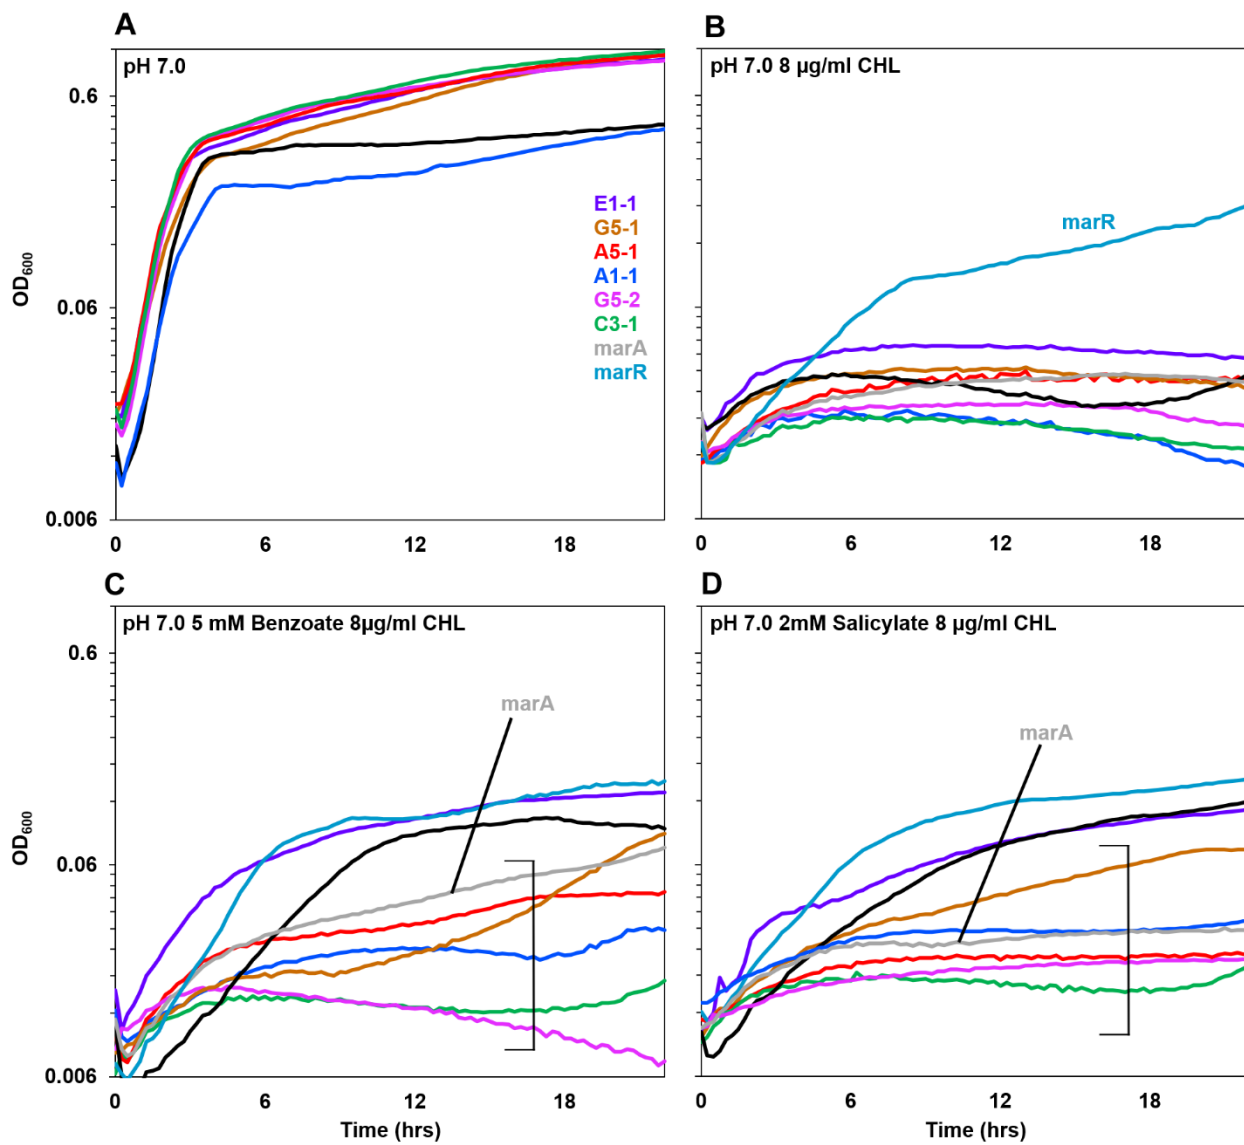 A
pH 7.0
0.6
0.06
0.006
OD600
0 6 12 18
E1-1
G5-1
A5-1
A1-1
G5-2
C3-1
marA
marR
B
pH 7.0 8 µg/ml CHL
marR
0 6 12 18
C
pH 7.0 5 mM Benzoate 8µg/ml CHL
marA
0.6
0.06
0.006
OD600
0 6 12 18
Time (hrs)
D
pH 7.0 2mM Salicylate 8 µg/ml CHL
marA
0 6 12 18
Time (hrs)